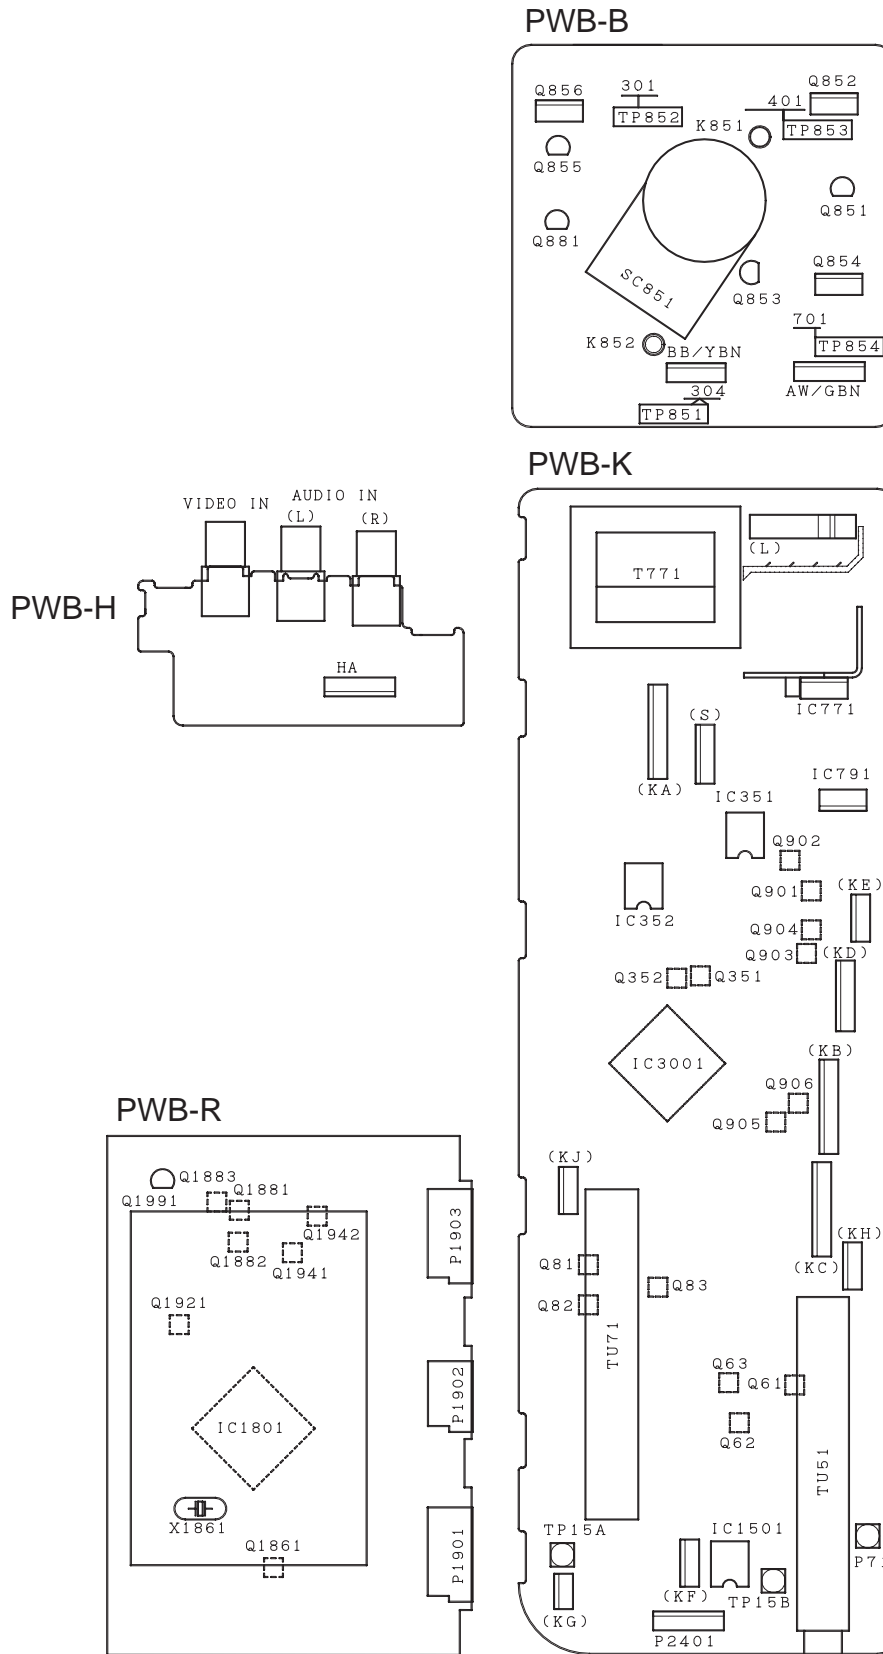 PWB-B
301
Q856
Q852
TP852
401
K851
TP853
Q855
Q851
Q881
Q854
SC851
Q853
701
K852
BB/YBN
TP854
304
AW/GBN
TP851
PWB-K
VIDEO IN
AUDIO IN
(L)
(R)
PWB-H
HA
(L)
T771
IC771
(S)
(KA)
IC791
IC351
Q902
Q901
(KE)
IC352
Q904
Q903
(KD)
Q352
Q351
IC3001
(KB)
Q906
Q905
PWB-R
Q1883
Q1991
Q1881
Q1942
Q1882
Q1941
P1903
Q1921
P1902
IC1801
X1861
Q1861
P1901
(KJ)
(KH)
(KC)
Q81
Q83
Q82
TU71
Q63
Q61
Q62
TU51
TP15A
IC1501
(KG)
(KF)
TP15B
P2401